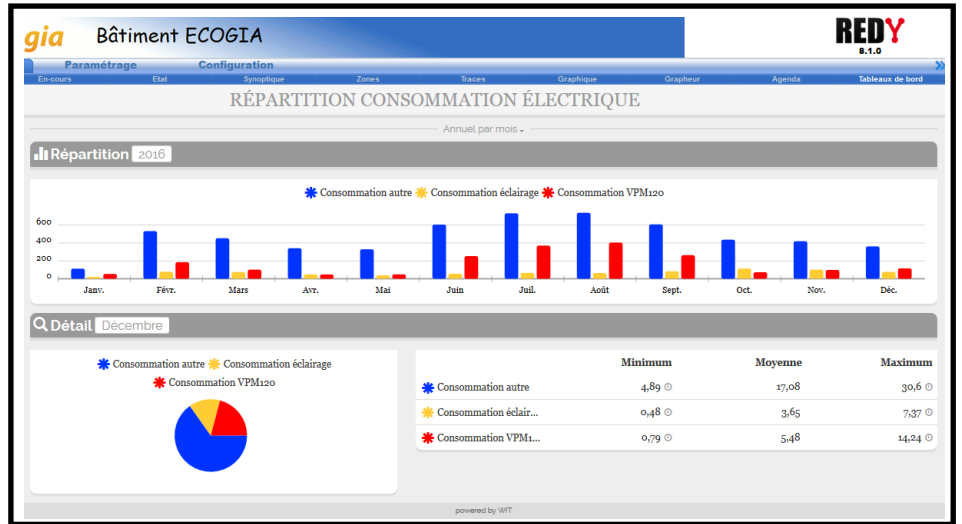 gia Bâtiment ECOGIA REDY
8.1.0
Paramétrage Configuration »
En-cours Etat Synoptique Zones Traces Graphique Grapheur Agenda Tableaux de bord
RÉPARTITION CONSOMMATION ÉLECTRIQUE
Annuel par mois
Répartition 2016
Consommation autre Consommation éclairage Consommation VPM120
600
400
200
0
Janv. Févr. Mars Avr. Mai Juin Juil. Août Sept. Oct. Nov. Déc.
Détail Décembre
Consommation autre Consommation éclairage
Consommation VPM120
Minimum Moyenne Maximum
Consommation autre 4,89 17,08 30,6
Consommation éclair... 0,48 3,65 7,37
Consommation VPM1... 0,79 5,48 14,24
powered by WIT